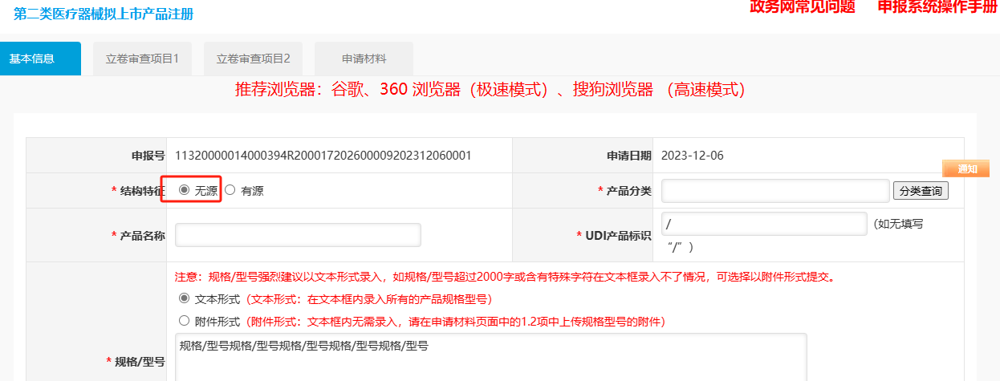 政务网常见问题 申报系统操作手册
第二类医疗器械拟上市产品注册
基本信息 立卷审查项目1 立卷审查项目2 申请材料
推荐浏览器：谷歌、360 浏览器（极速模式）、搜狗浏览器 （高速模式）
申报号 11320000014000394R200017202600009202312060001 申请日期 2023-12-06
通知
* 结构特征 无源 有源 * 产品分类 分类查询
* 产品名称 * UDI产品标识 / （如无填写
“/”）
注意：规格/型号强烈建议以文本形式录入，如规格/型号超过2000字或含有特殊字符在文本框录入不了情况，可选择以附件形式提交。
文本形式（文本形式：在文本框内录入所有的产品规格型号）
附件形式（附件形式：文本框内无需录入，请在申请材料页面中的1.2项中上传规格型号的附件）
规格/型号规格/型号规格/型号规格/型号规格/型号
* 规格/型号